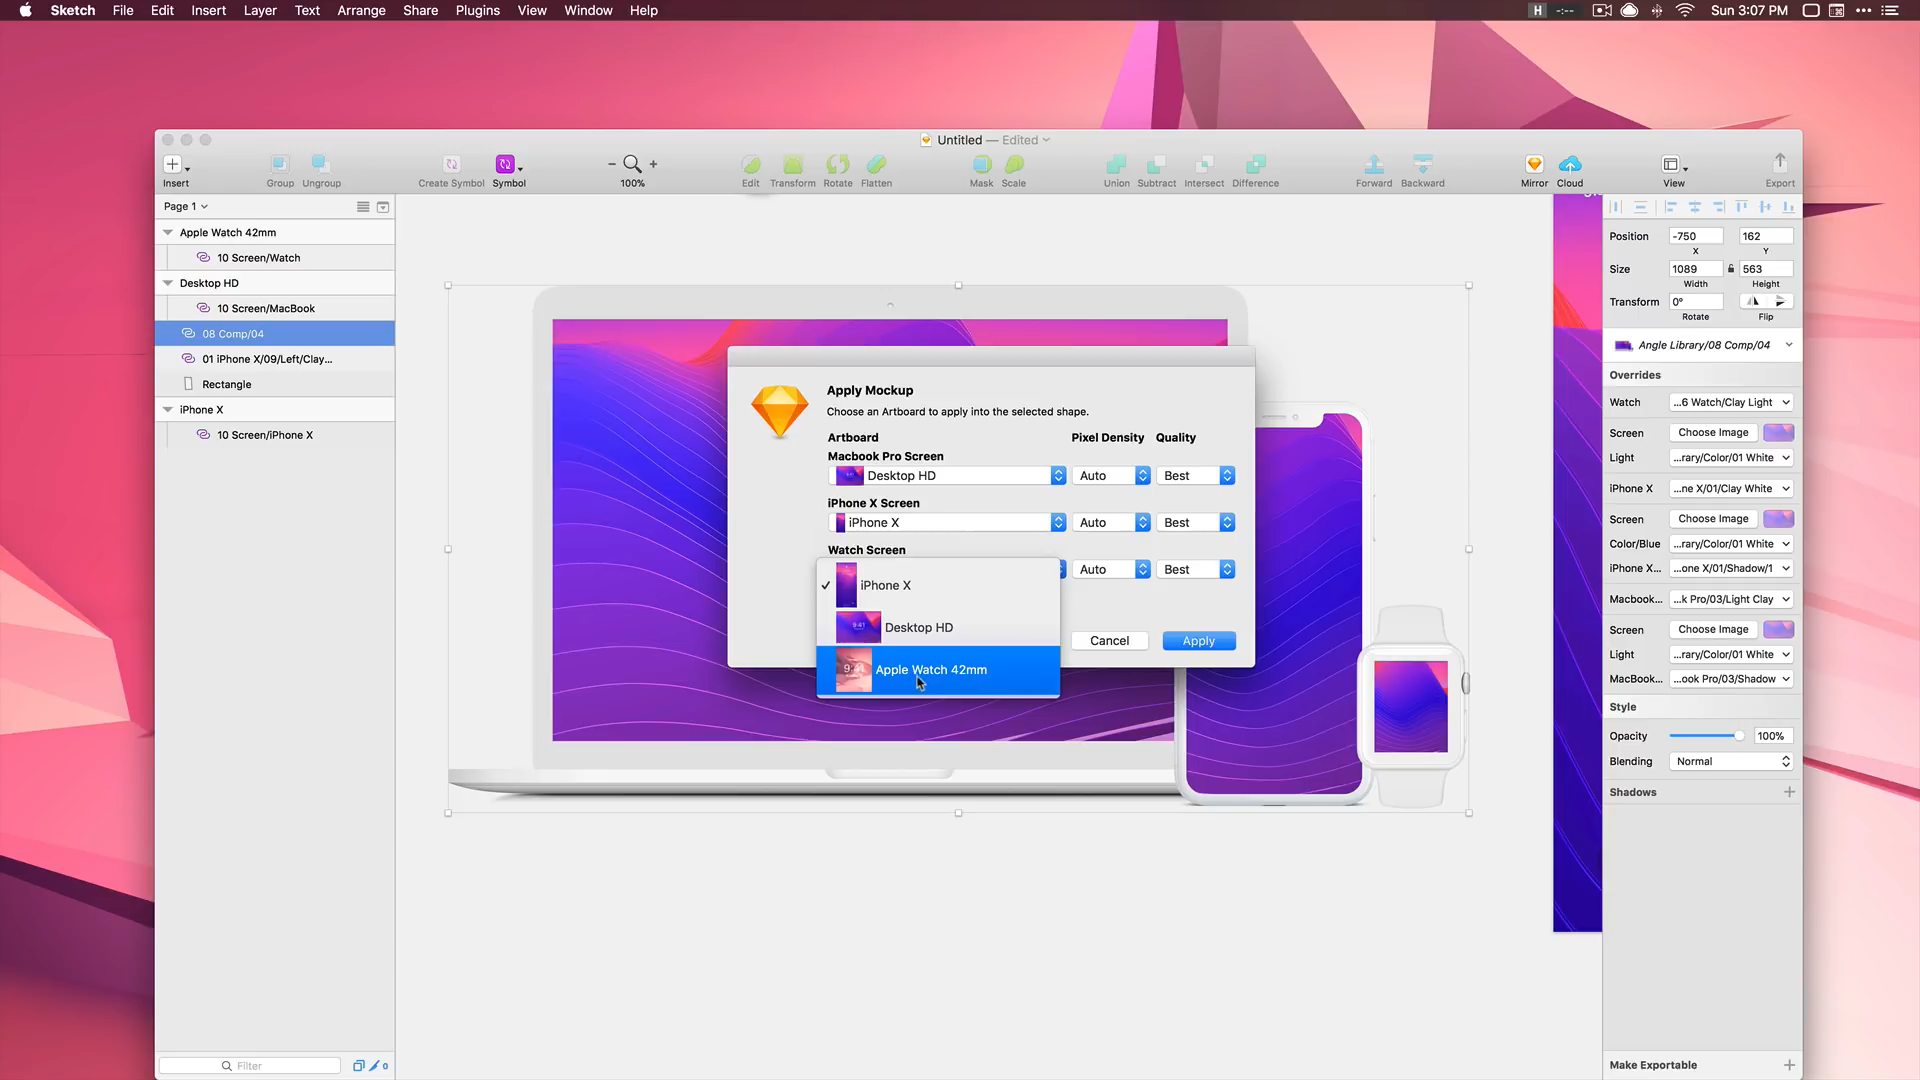 Sketch File Edit Insert Layer Text Arrange Share Plugins View Window Help
H -:-- Sun 3:07 PM
Untitled — Edited
Insert Group Ungroup Create Symbol Symbol 100% Edit Transform Rotate Flatten Mask Scale Union Subtract Intersect Difference Forward Backward Mirror Cloud View Export
Page 1
Apple Watch 42mm
10 Screen/Watch
Desktop HD
10 Screen/MacBook
08 Comp/04
01 iPhone X/09/Left/Clay...
Rectangle
iPhone X
10 Screen/iPhone X
Filter
0
Apply Mockup
Choose an Artboard to apply into the selected shape.
Artboard Pixel Density Quality
Macbook Pro Screen
Desktop HD Auto Best
iPhone X Screen
iPhone X Auto Best
Watch Screen
Auto Best
✓ iPhone X
9:41 Desktop HD
9:41 Apple Watch 42mm
Cancel Apply
Position -750 162
X Y
Size 1089 563
Width Height
Transform 0°
Rotate Flip
Angle Library/08 Comp/04
Overrides
Watch ...6 Watch/Clay Light
Screen Choose Image
Light ...rary/Color/01 White
iPhone X ...ne X/01/Clay White
Screen Choose Image
Color/Blue ...rary/Color/01 White
iPhone X... ...one X/01/Shadow/1
Macbook... ...k Pro/03/Light Clay
Screen Choose Image
Light ...rary/Color/01 White
MacBook... ...ook Pro/03/Shadow
Style
Opacity 100%
Blending Normal
Shadows
Make Exportable